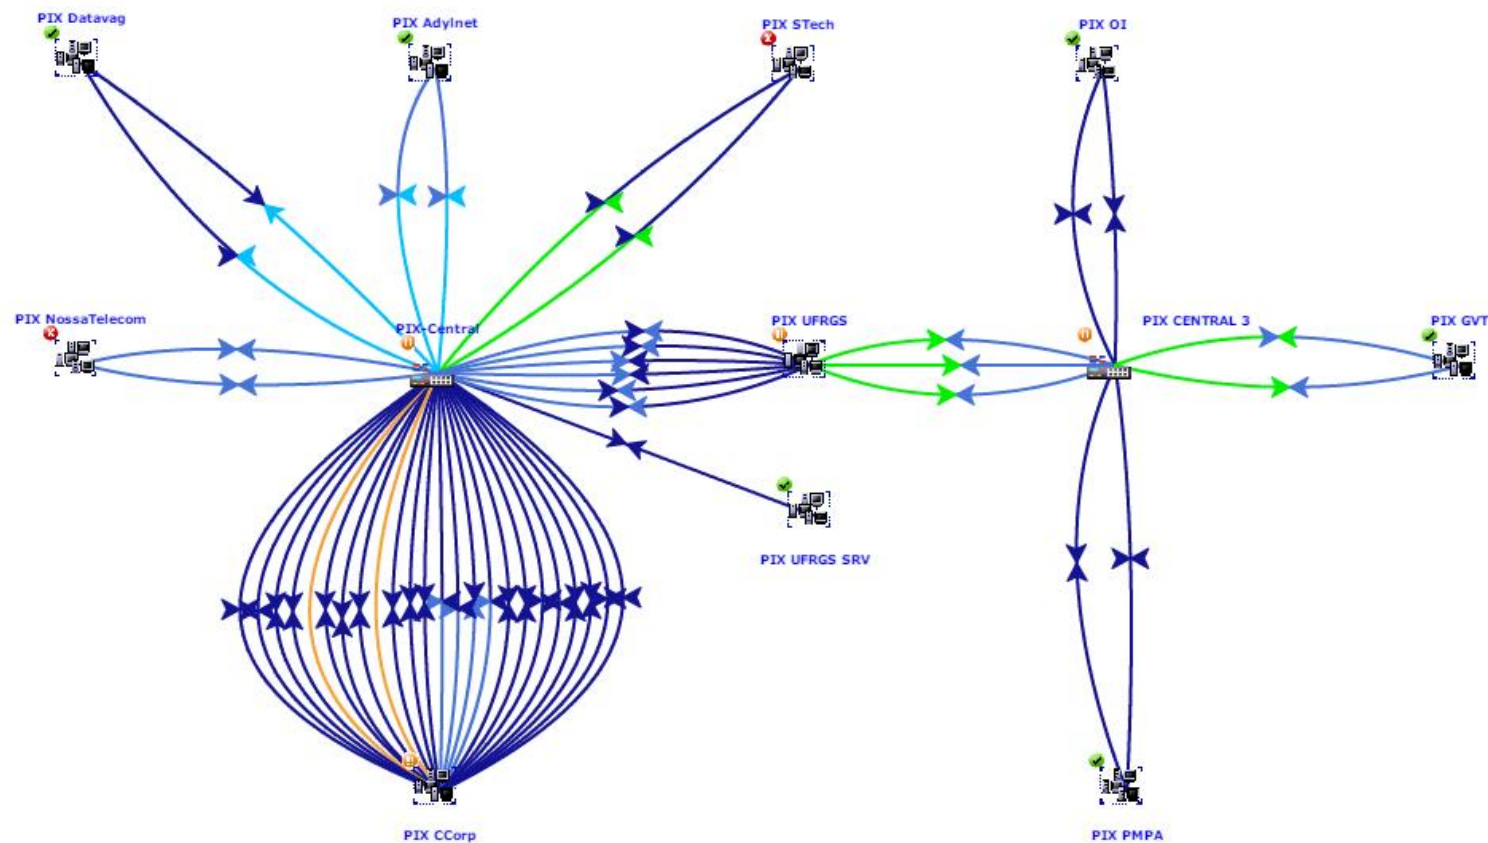 PIX Datavag
PIX Adylnet
PIX STech
PIX OI
PIX NossaTelecom
PIX-Central
PIX UFRGS
PIX CENTRAL 3
PIX GVT
PIX UFRGS SRV
PIX CCorp
PIX PMPA